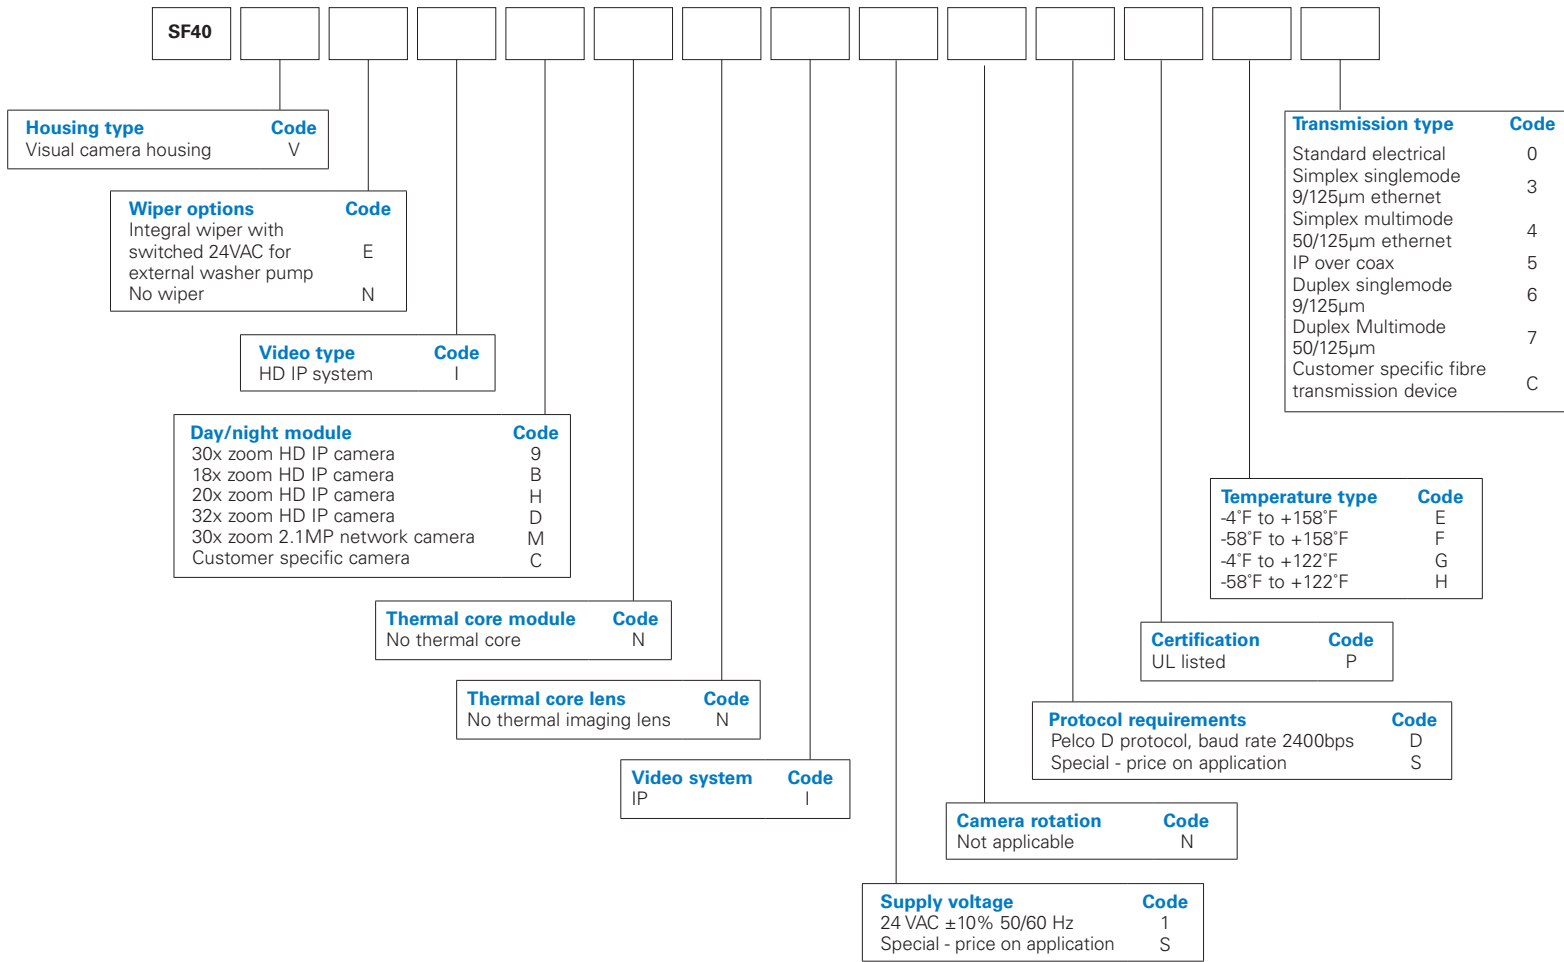 SF40
Housing type Code
Visual camera housing V
Wiper options Code
Integral wiper with
switched 24VAC for E
external washer pump
No wiper N
Video type Code
HD IP system I
Day/night module Code
30x zoom HD IP camera 9
18x zoom HD IP camera B
20x zoom HD IP camera H
32x zoom HD IP camera D
30x zoom 2.1MP network camera M
Customer specific camera C
Thermal core module Code
No thermal core N
Thermal core lens Code
No thermal imaging lens N
Video system Code
IP I
Supply voltage Code
24 VAC ±10% 50/60 Hz 1
Special - price on application S
Camera rotation Code
Not applicable N
Protocol requirements Code
Pelco D protocol, baud rate 2400bps D
Special - price on application S
Certification Code
UL listed P
Temperature type Code
-4˚F to +158˚F E
-58˚F to +158˚F F
-4˚F to +122˚F G
-58˚F to +122˚F H
Transmission type Code
Standard electrical 0
Simplex singlemode
9/125µm ethernet 3
Simplex multimode
50/125µm ethernet 4
IP over coax 5
Duplex singlemode
9/125µm 6
Duplex Multimode
50/125µm 7
Customer specific fibre
transmission device C